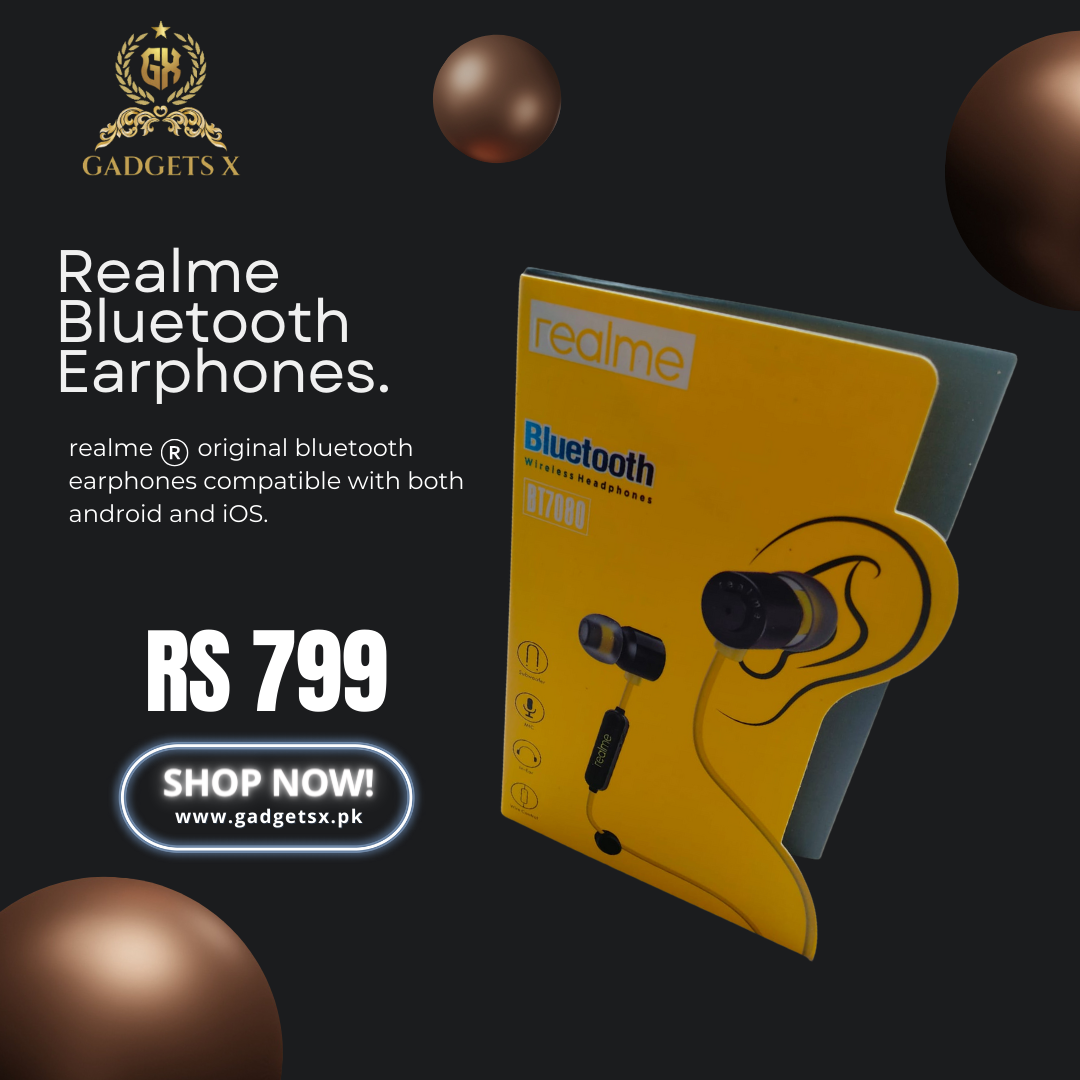 GX
GADGETS X
Realme
Bluetooth
Earphones.
realme ® original bluetooth
earphones compatible with both
android and iOS.
RS 799
SHOP NOW!
www.gadgetsx.pk
realme
Bluetooth
Wireless Headphones
BT7080
realme